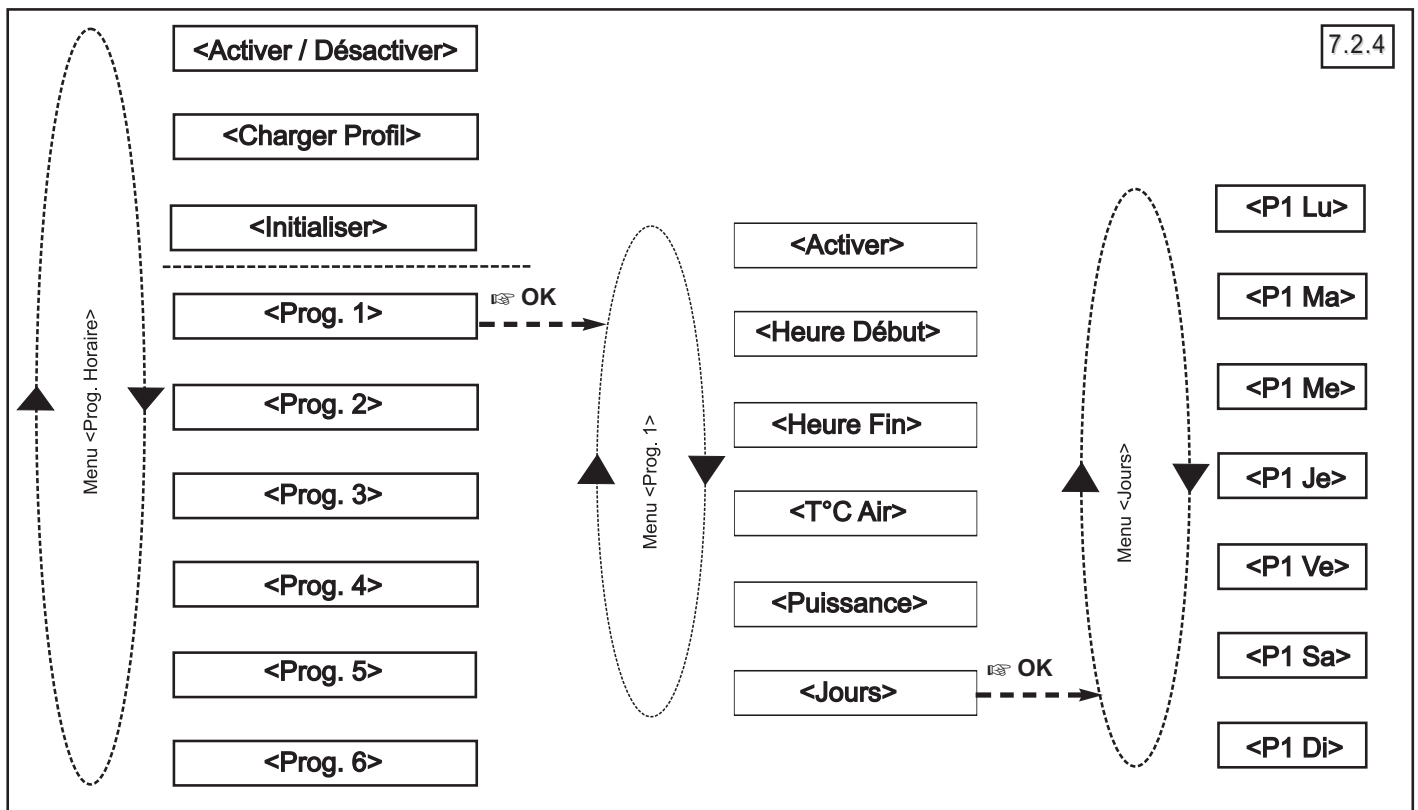 7.2.4
Menu <Prog. Horaire>
<Activer / Désactiver>
<Charger Profil>
<Initialiser>
<Prog. 1>
☞ OK
<Prog. 2>
<Prog. 3>
<Prog. 4>
<Prog. 5>
<Prog. 6>
Menu <Prog. 1>
<Activer>
<Heure Début>
<Heure Fin>
<T°C Air>
<Puissance>
<Jours>
☞ OK
Menu <Jours>
<P1 Lu>
<P1 Ma>
<P1 Me>
<P1 Je>
<P1 Ve>
<P1 Sa>
<P1 Di>